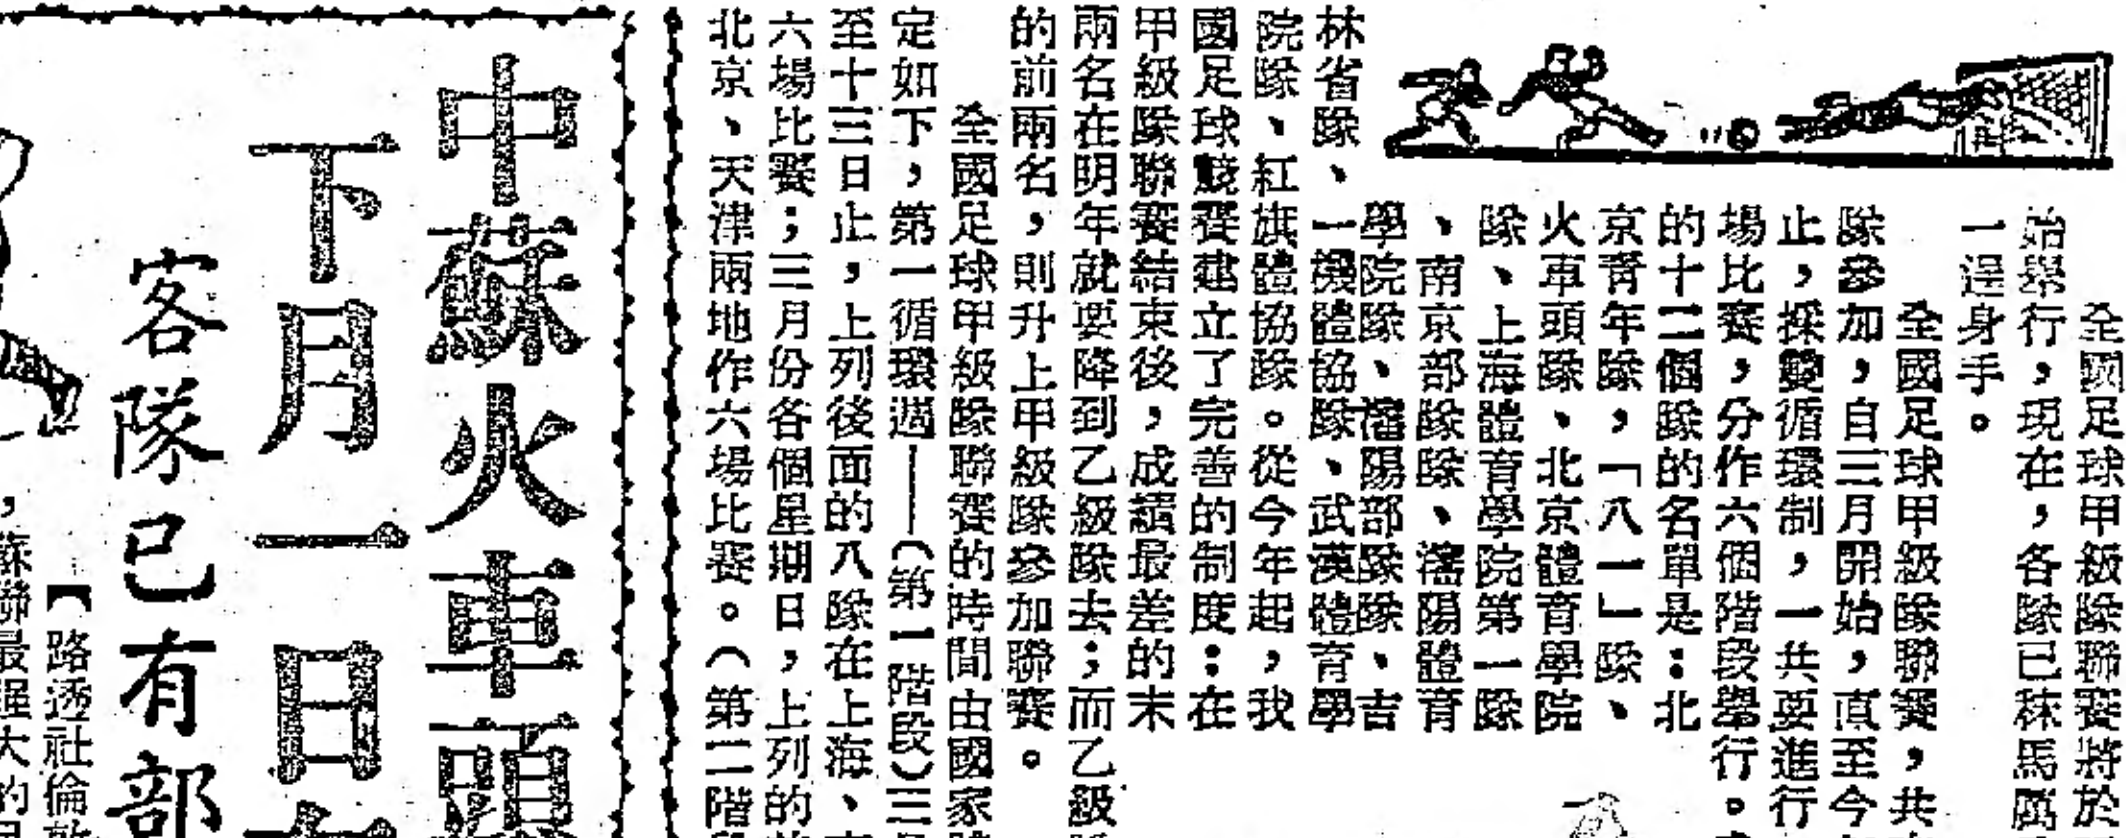 全國足球甲級隊聯賽將於
始舉行，現在，各隊已秣馬厲
一逞身手。
全國足球甲級隊聯賽，共
隊參加，自三月開始，直至今
止，採雙循環制，一共要進行
場比賽，分作六個階段舉行。
的十二個隊的名單是：北
京青年隊，「八一」隊、
火車頭隊、北京體育學院
隊、上海體育學院第一隊
、南京部隊隊、瀋陽體育
學院隊、瀋陽部隊隊、吉
林省隊、一機體協隊、武漢體育學
院隊、紅旗體協隊。從今年起，我
國足球競賽建立了完善的制度：在
甲級隊聯賽結束後，成績最差的末
兩名在明年就要降到乙級隊去；而乙級
的前兩名，則升上甲級隊參加聯賽。
全國足球甲級隊聯賽的時間由國家
定如下，第一循環週——（第一階段）三
至十三日止，上列後面的八隊在上海、
六場比賽；三月份各個星期日，上列的
北京、天津兩地作六場比賽。（第二階
中蘇火車頭
下月一日
客隊已有部
【路透社倫
，蘇聯最